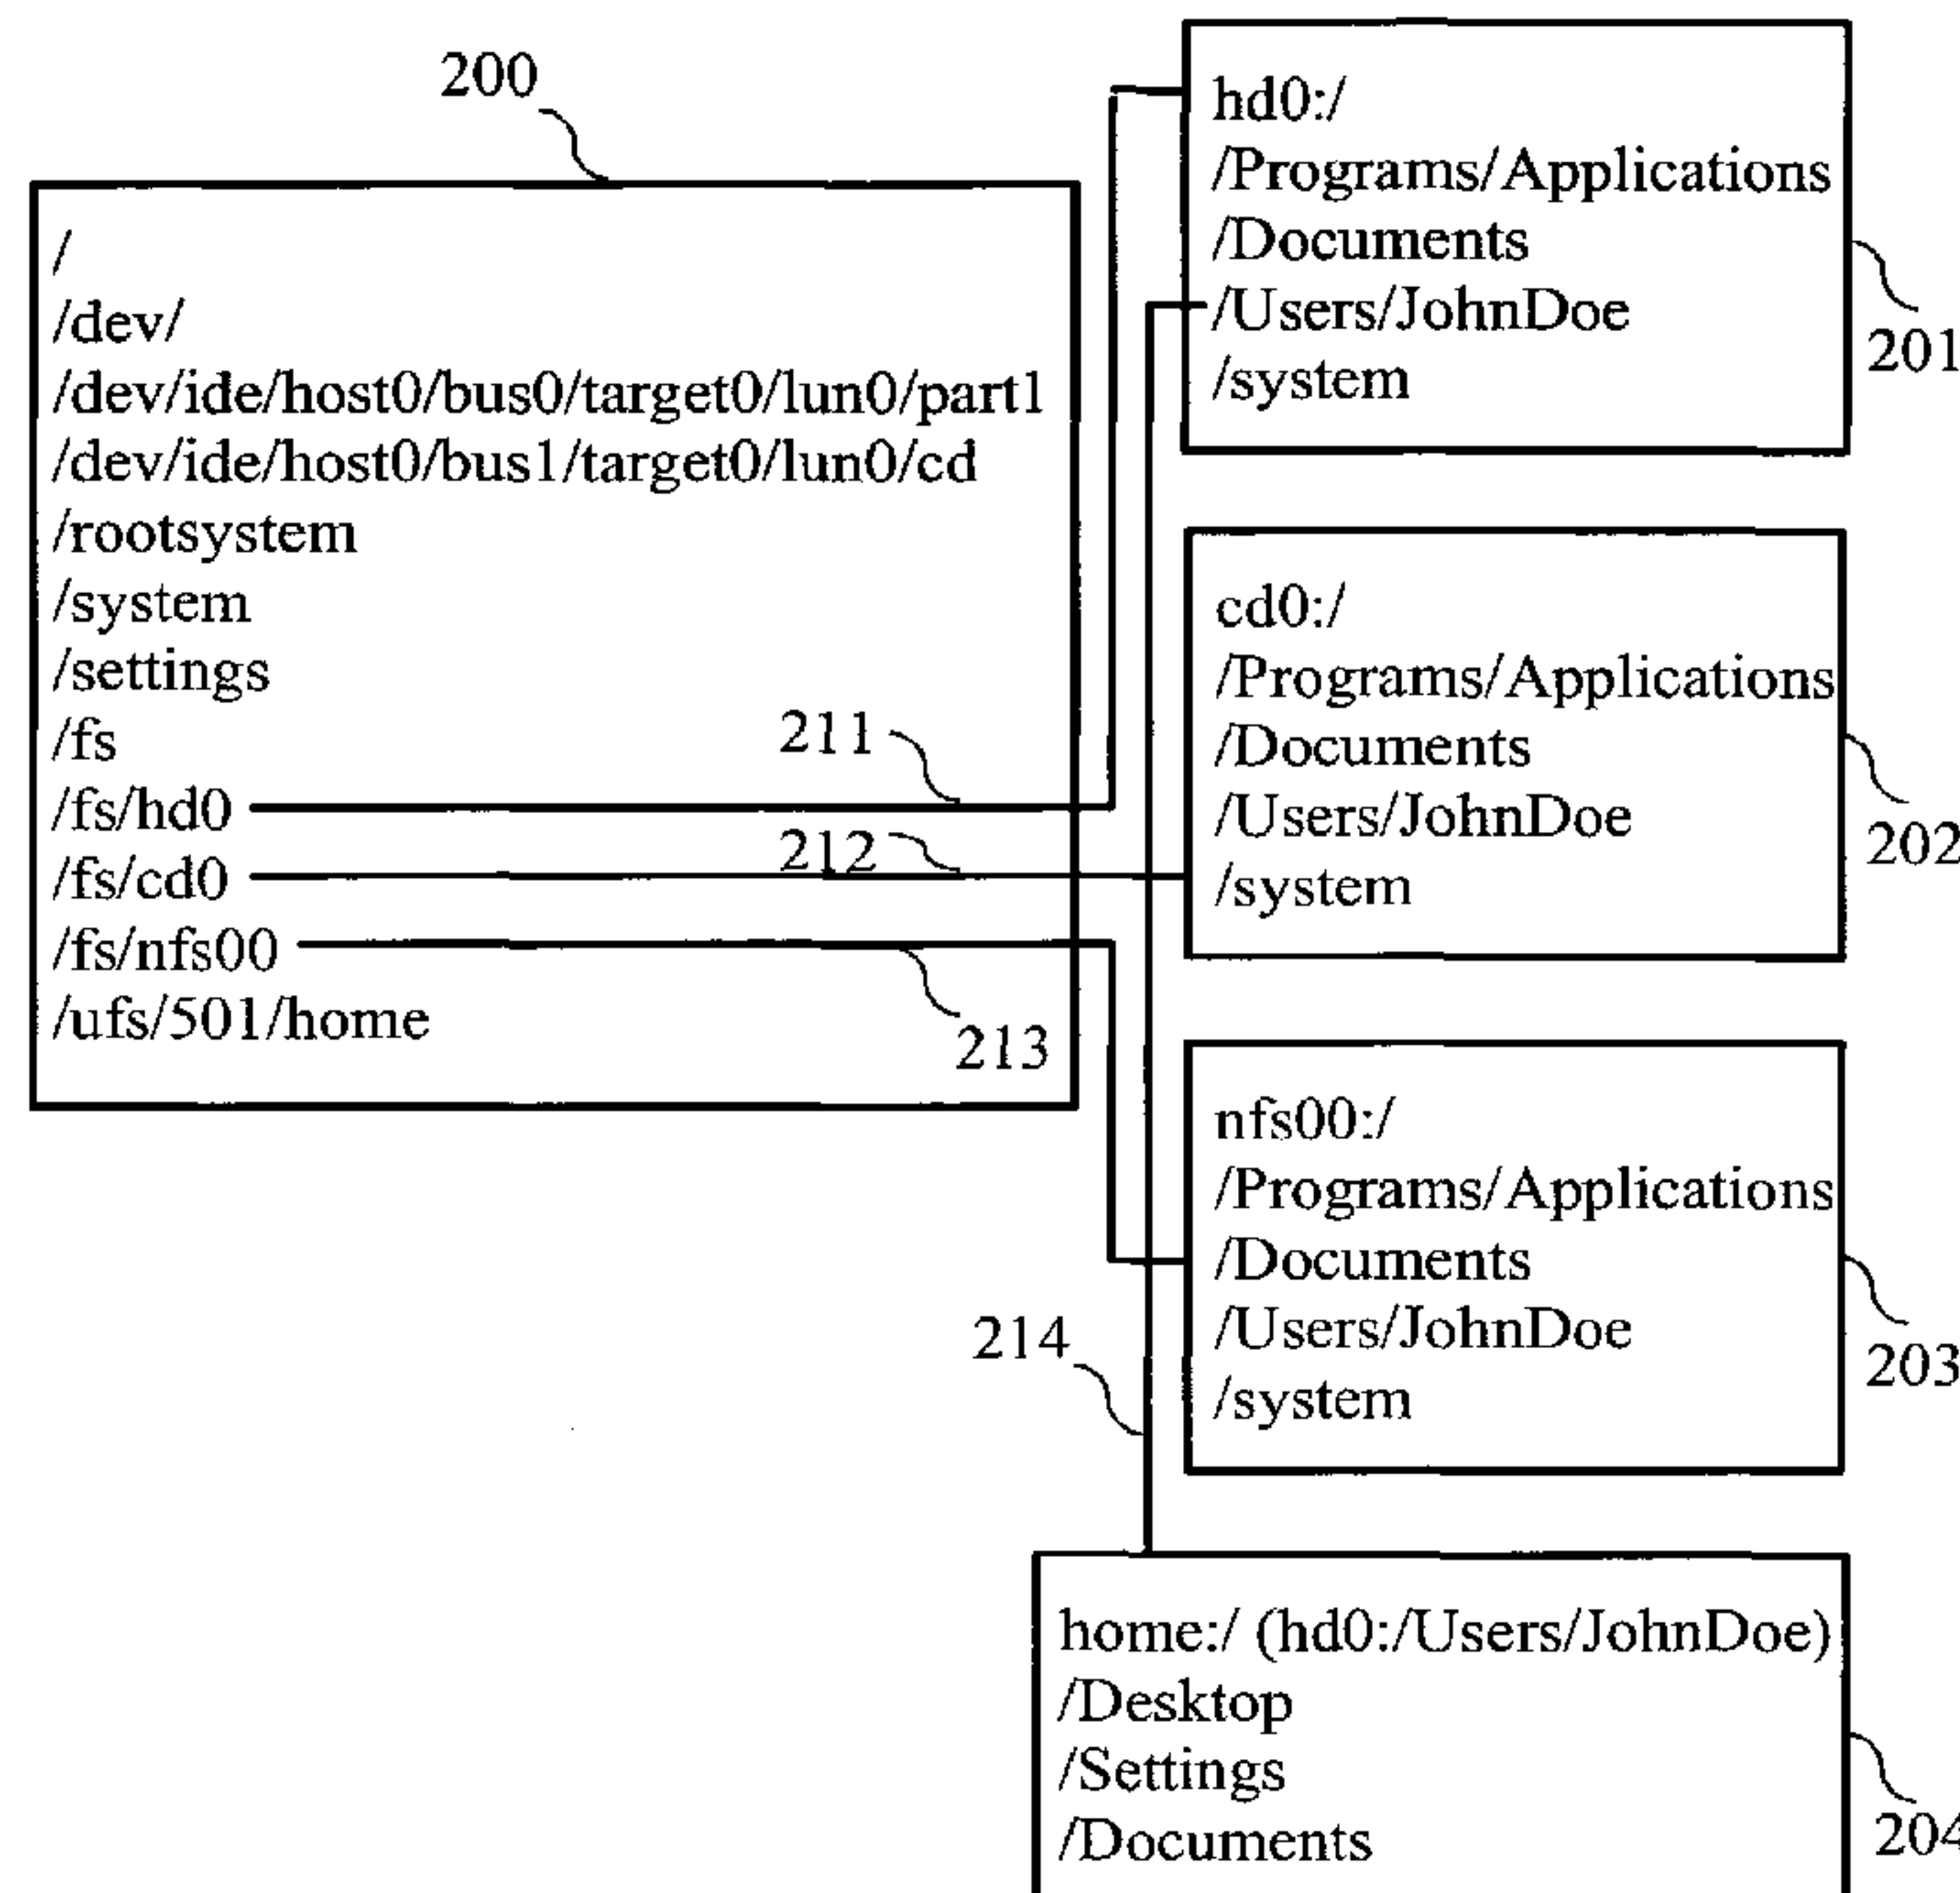 200
/
/dev/
/dev/ide/host0/bus0/target0/lun0/part1
/dev/ide/host0/bus1/target0/lun0/cd
/rootsystem
/system
/settings
/fs
/fs/hd0
/fs/cd0
/fs/nfs00
/ufs/501/home
211
212
213
hd0:/
/Programs/Applications
/Documents
/Users/JohnDoe
/system
201
cd0:/
/Programs/Applications
/Documents
/Users/JohnDoe
/system
202
nfs00:/
/Programs/Applications
/Documents
/Users/JohnDoe
/system
203
214
home:/ (hd0:/Users/JohnDoe)
/Desktop
/Settings
/Documents
204